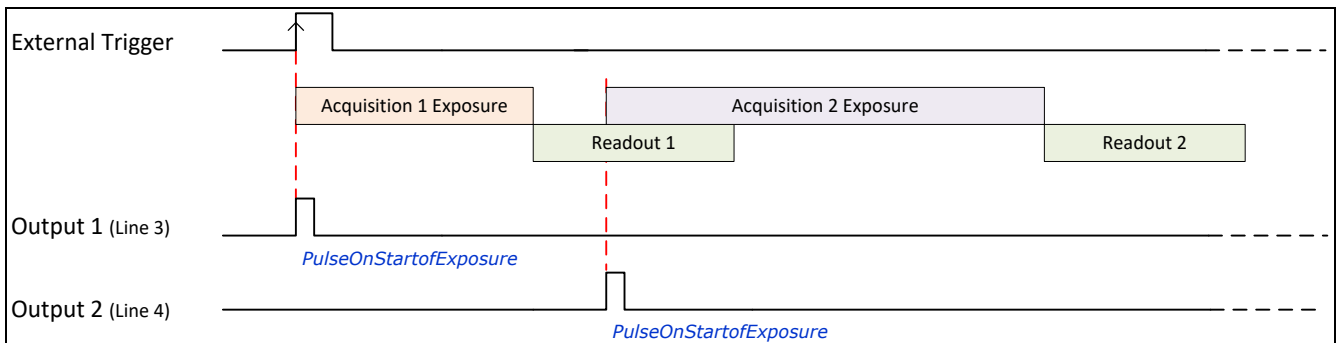 External Trigger
Acquisition 1 Exposure
Acquisition 2 Exposure
Readout 1
Readout 2
Output 1 (Line 3)
PulseOnStartofExposure
Output 2 (Line 4)
PulseOnStartofExposure